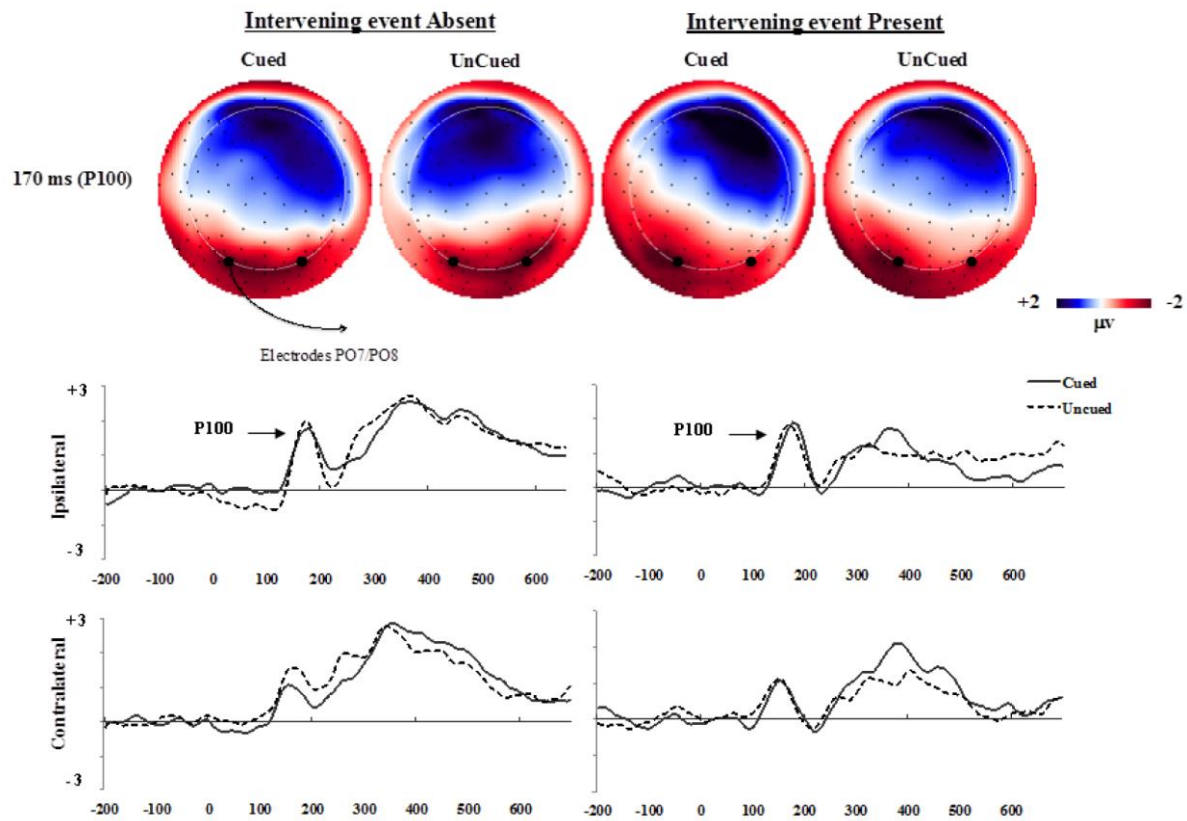 Intervening event Absent
Intervening event Present
Cued
UnCued
Cued
UnCued
170 ms (P100)
+2
-2
µv
Electrodes PO7/PO8
+3
P100
Ipsilateral
-3
-200 -100 0 100 200 300 400 500 600
P100
Cued
Uncued
-200 -100 0 100 200 300 400 500 600
+3
Contralateral
-3
-200 -100 0 100 200 300 400 500 600
-200 -100 0 100 200 300 400 500 600